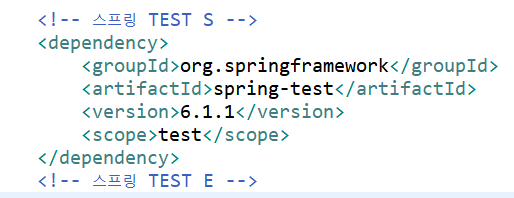 <!-- 스프링 TEST S -->
<dependency>
<groupId>org.springframework</groupId>
<artifactId>spring-test</artifactId>
<version>6.1.1</version>
<scope>test</scope>
</dependency>
<!-- 스프링 TEST E -->